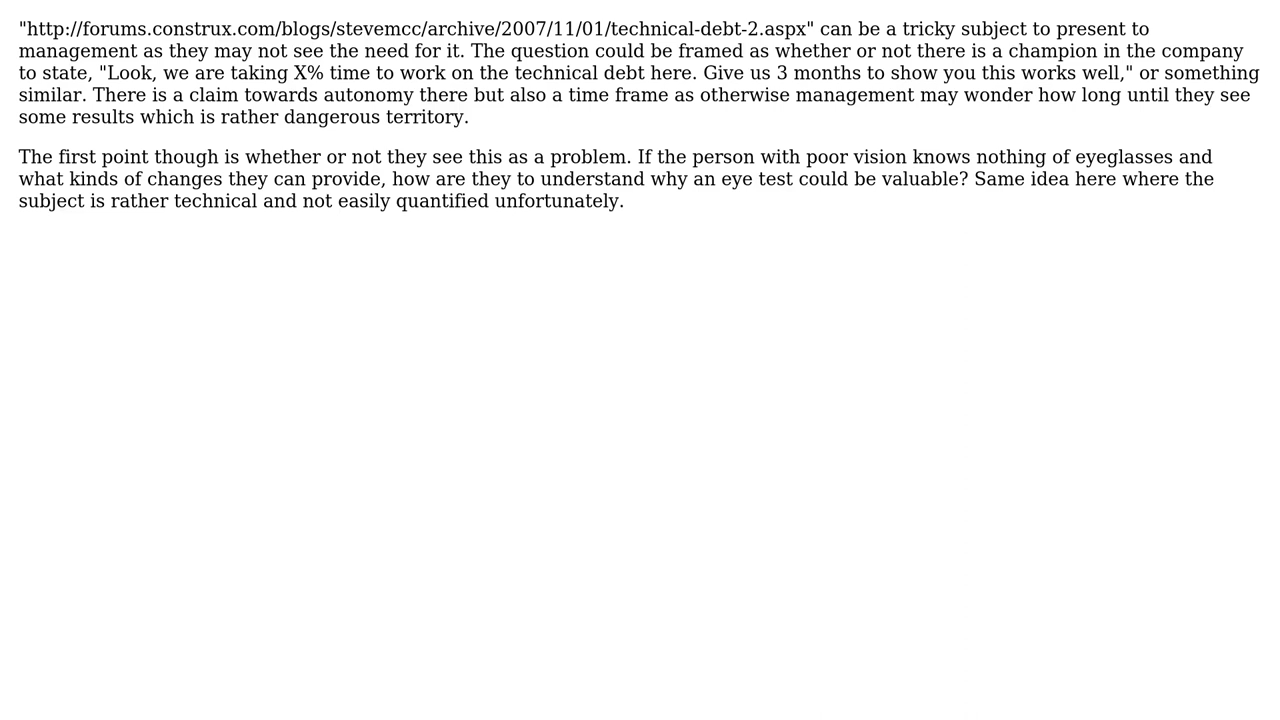 "http://forums.construx.com/blogs/stevemcc/archive/2007/11/01/technical-debt-2.aspx" can be a tricky subject to present to
management as they may not see the need for it. The question could be framed as whether or not there is a champion in the company
to state, "Look, we are taking X% time to work on the technical debt here. Give us 3 months to show you this works well," or something
similar. There is a claim towards autonomy there but also a time frame as otherwise management may wonder how long until they see
some results which is rather dangerous territory.
The first point though is whether or not they see this as a problem. If the person with poor vision knows nothing of eyeglasses and
what kinds of changes they can provide, how are they to understand why an eye test could be valuable? Same idea here where the
subject is rather technical and not easily quantified unfortunately.